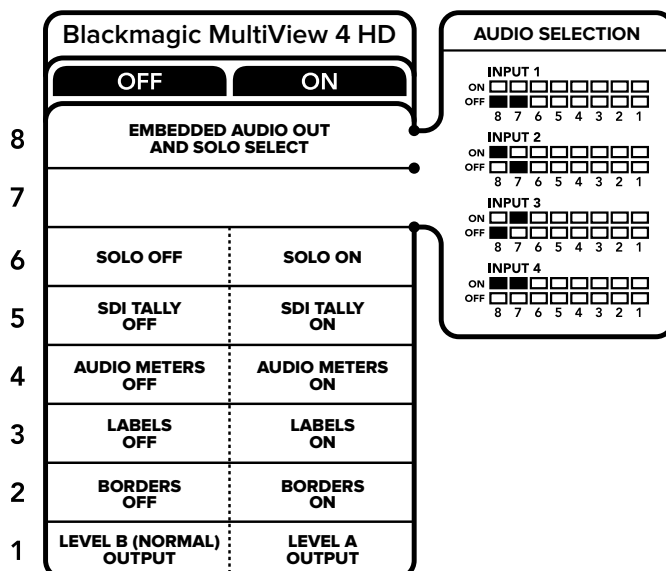 Blackmagic MultiView 4 HD
OFF ON
8 EMBEDDED AUDIO OUT
AND SOLO SELECT
7
6 SOLO OFF SOLO ON
5 SDI TALLY
OFF SDI TALLY
ON
4 AUDIO METERS
OFF AUDIO METERS
ON
3 LABELS
OFF LABELS
ON
2 BORDERS
OFF BORDERS
ON
1 LEVEL B (NORMAL)
OUTPUT LEVEL A
OUTPUT
AUDIO SELECTION
INPUT 1
ON
OFF
8 7 6 5 4 3 2 1
INPUT 2
ON
OFF
8 7 6 5 4 3 2 1
INPUT 3
ON
OFF
8 7 6 5 4 3 2 1
INPUT 4
ON
OFF
8 7 6 5 4 3 2 1